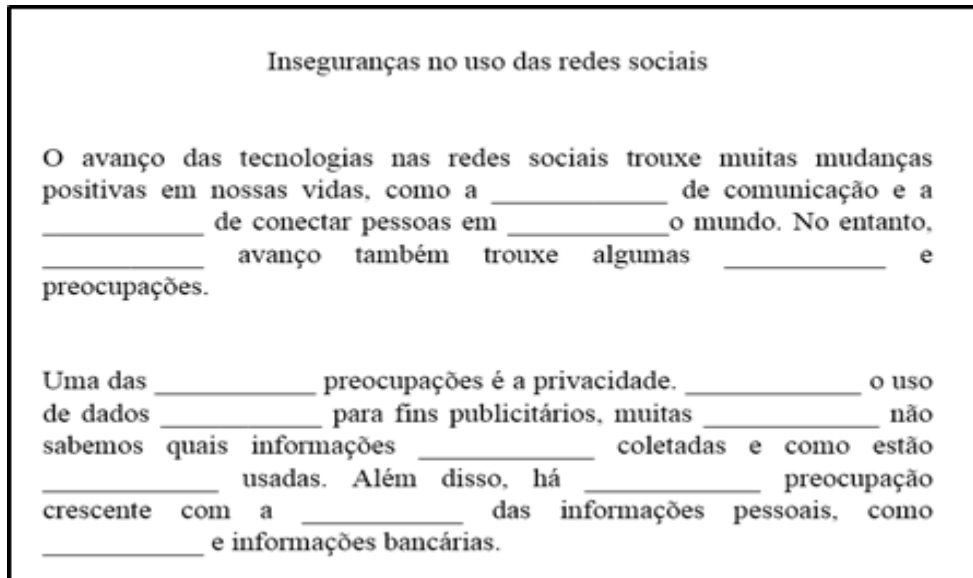 Inseguranças no uso das redes sociais
O avanço das tecnologias nas redes sociais trouxe muitas mudanças
positivas em nossas vidas, como a _____________ de comunicação e a
____________ de conectar pessoas em ____________o mundo. No entanto,
____________ avanço também trouxe algumas ____________ e
preocupações.
Uma das ____________ preocupações é a privacidade. _____________ o uso
de dados ____________ para fins publicitários, muitas _____________ não
sabemos quais informações _____________ coletadas e como estão
_____________ usadas. Além disso, há _____________ preocupação
crescente com a ____________ das informações pessoais, como
____________ e informações bancárias.